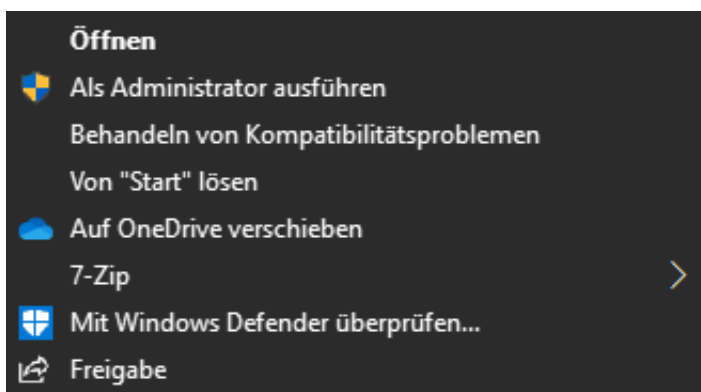 Öffnen
Als Administrator ausführen
Behandeln von Kompatibilitätsproblemen
Von "Start" lösen
Auf OneDrive verschieben
7-Zip
Mit Windows Defender überprüfen...
Freigabe